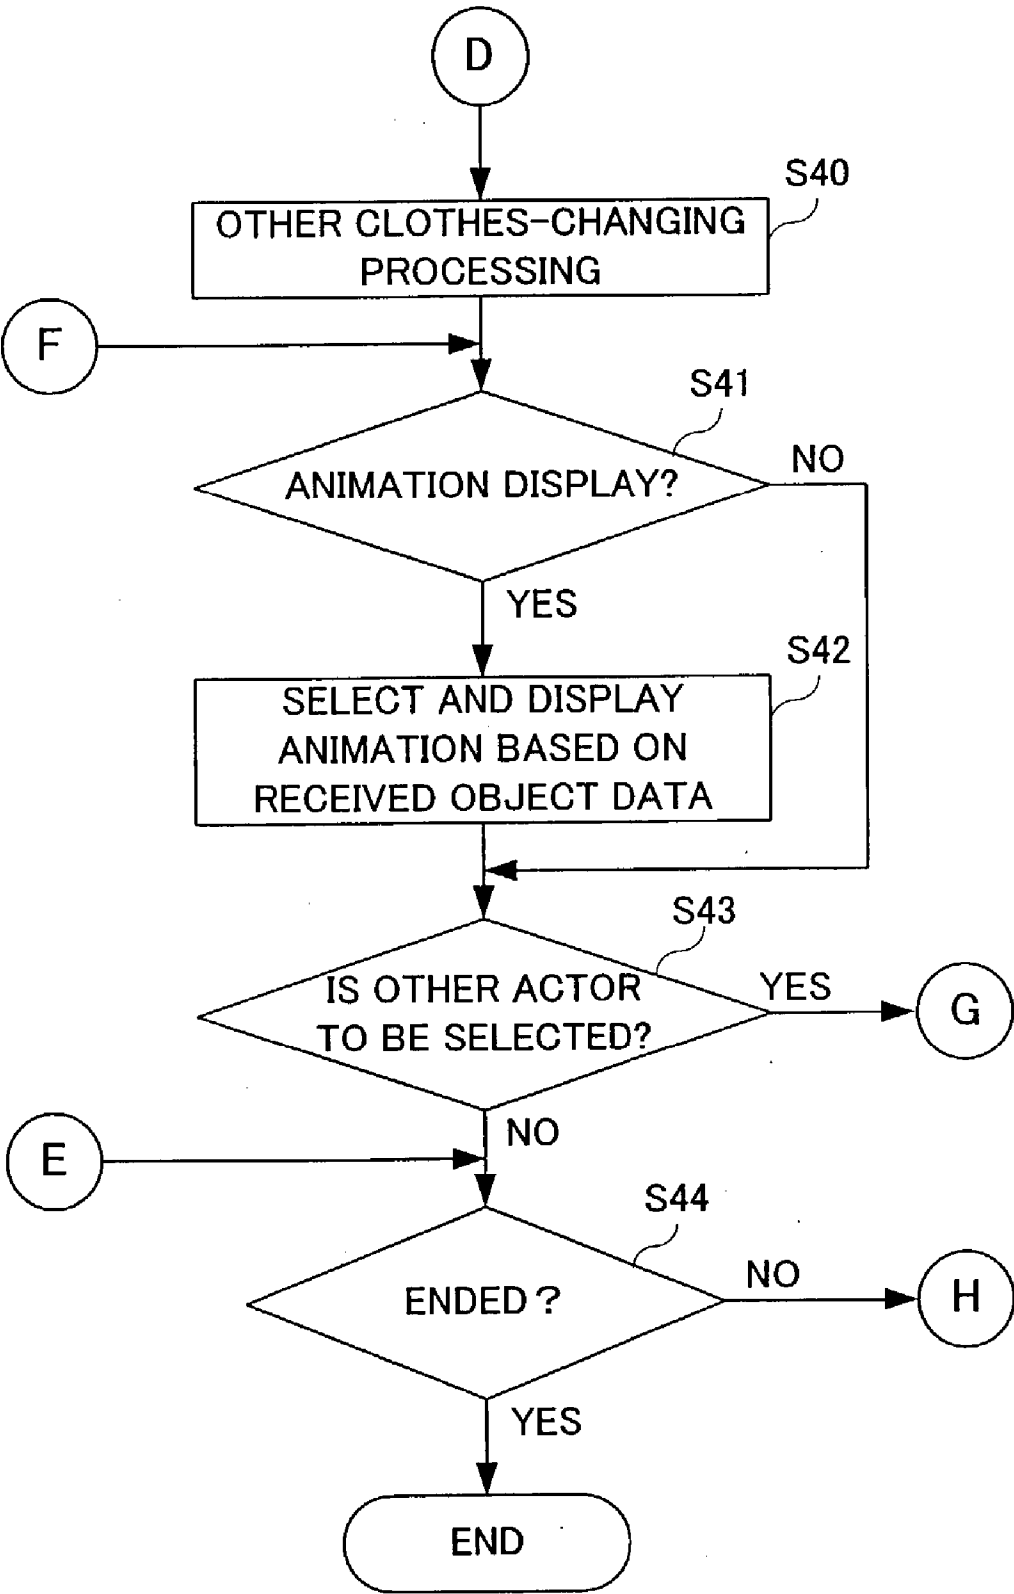 D
S40
OTHER CLOTHES-CHANGING
PROCESSING
F
S41
ANIMATION DISPLAY?
NO
YES
S42
SELECT AND DISPLAY
ANIMATION BASED ON
RECEIVED OBJECT DATA
S43
IS OTHER ACTOR
TO BE SELECTED?
YES
G
NO
E
S44
ENDED?
NO
H
YES
END